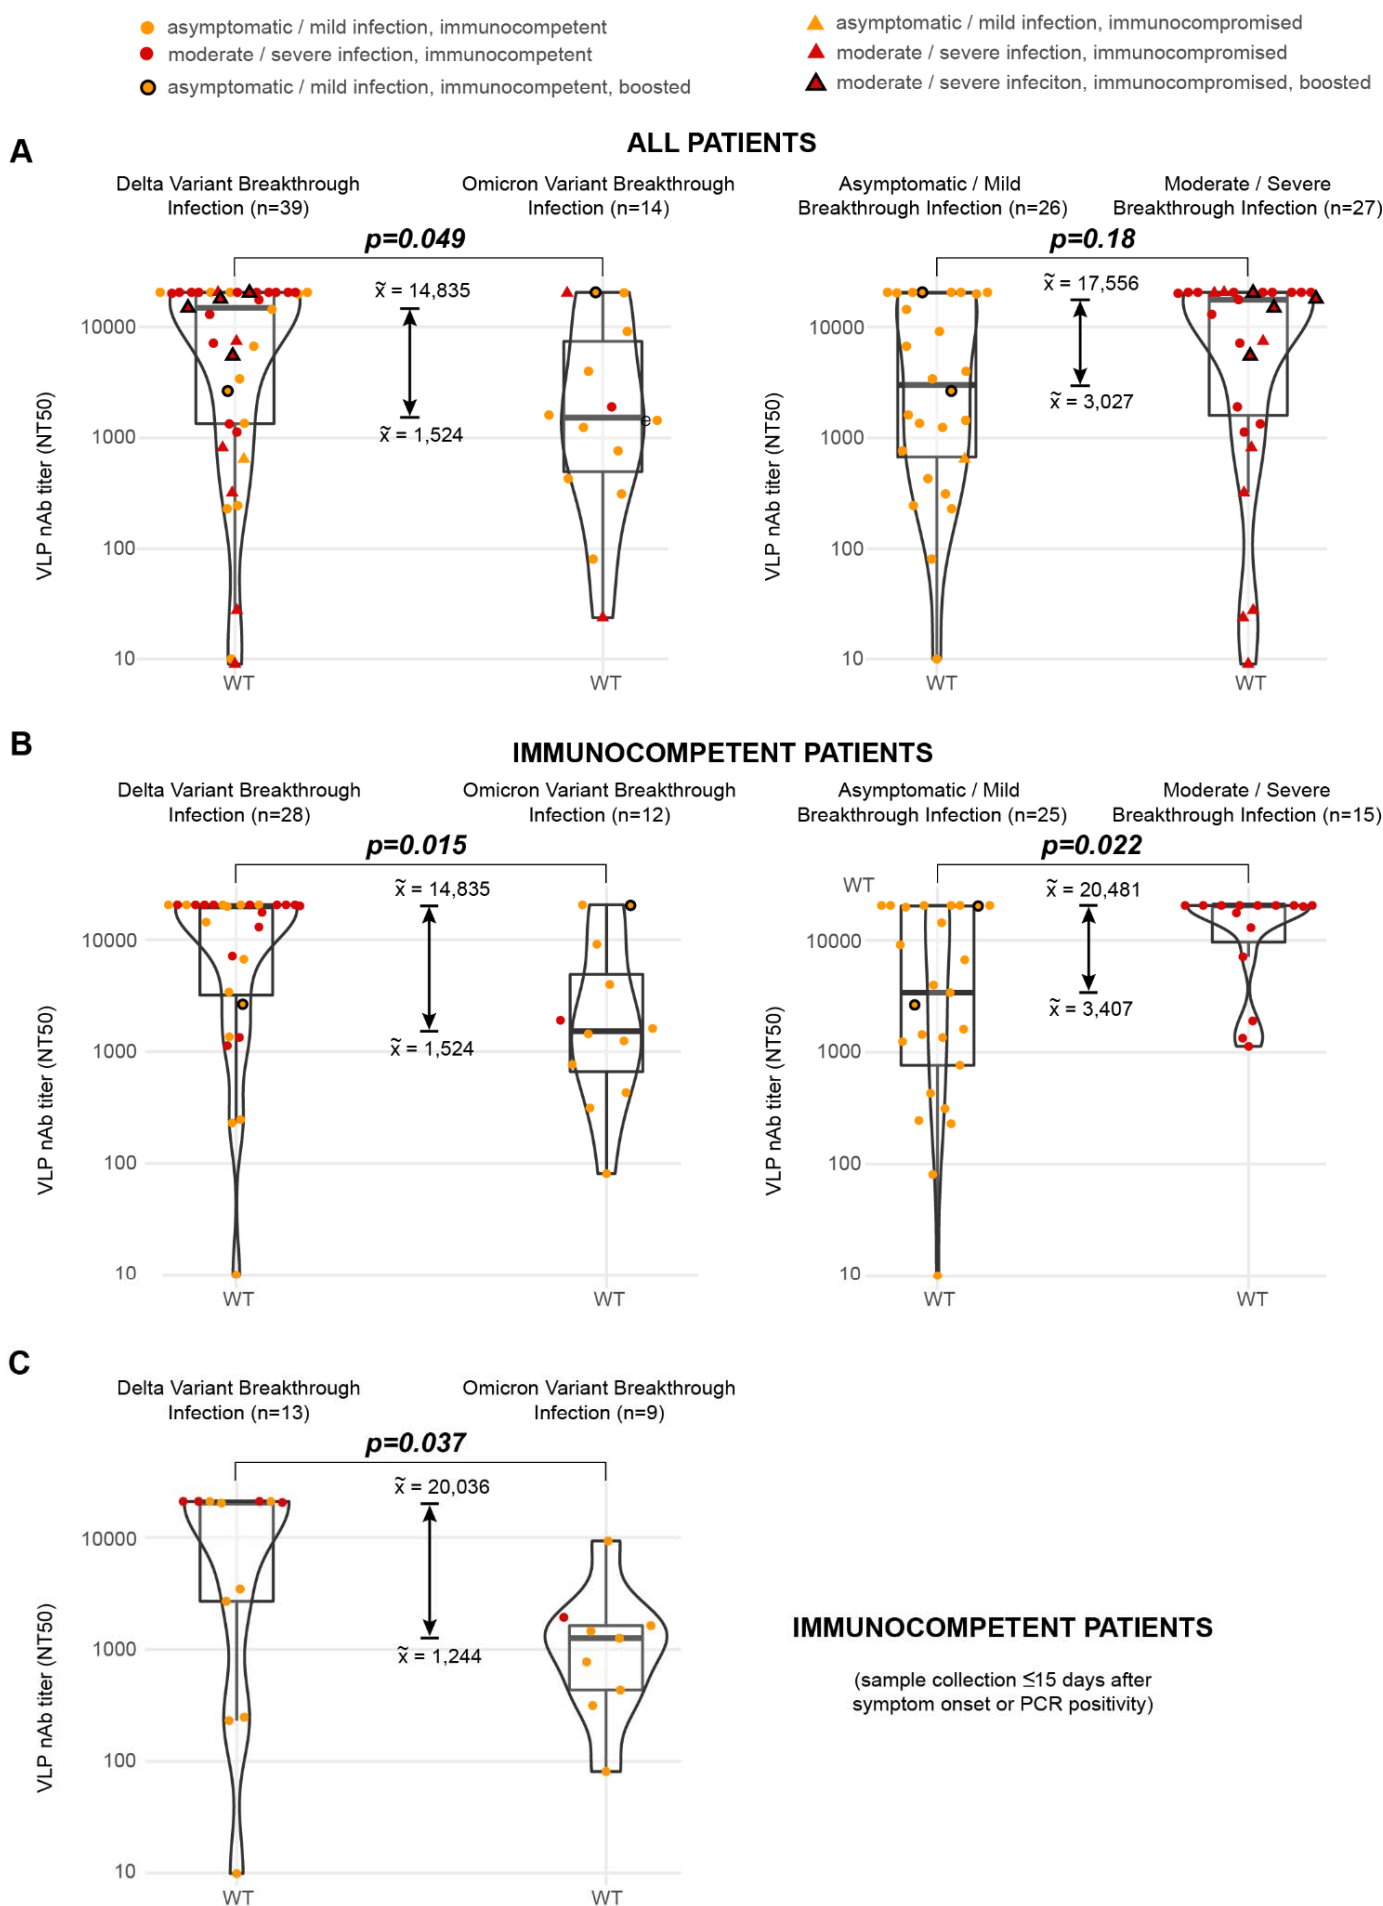 asymptomatic / mild infection, immunocompetent
moderate / severe infection, immunocompetent
asymptomatic / mild infection, immunocompetent, boosted
asymptomatic / mild infection, immunocompromised
moderate / severe infection, immunocompromised
moderate / severe infeciton, immunocompromised, boosted
A
ALL PATIENTS
Delta Variant Breakthrough
Infection (n=39)
Omicron Variant Breakthrough
Infection (n=14)
p=0.049
x̃ = 14,835
x̃ = 1,524
VLP nAb titer (NT50)
10000
1000
100
10
WT
WT
Asymptomatic / Mild
Breakthrough Infection (n=26)
Moderate / Severe
Breakthrough Infection (n=27)
p=0.18
x̃ = 17,556
x̃ = 3,027
VLP nAb titer (NT50)
10000
1000
100
10
WT
WT
B
IMMUNOCOMPETENT PATIENTS
Delta Variant Breakthrough
Infection (n=28)
Omicron Variant Breakthrough
Infection (n=12)
p=0.015
x̃ = 14,835
x̃ = 1,524
VLP nAb titer (NT50)
10000
1000
100
10
WT
WT
Asymptomatic / Mild
Breakthrough Infection (n=25)
Moderate / Severe
Breakthrough Infection (n=15)
p=0.022
WT
x̃ = 20,481
x̃ = 3,407
VLP nAb titer (NT50)
10000
1000
100
10
WT
WT
C
Delta Variant Breakthrough
Infection (n=13)
Omicron Variant Breakthrough
Infection (n=9)
p=0.037
x̃ = 20,036
x̃ = 1,244
VLP nAb titer (NT50)
10000
1000
100
10
WT
WT
IMMUNOCOMPETENT PATIENTS
(sample collection ≤15 days after
symptom onset or PCR positivity)